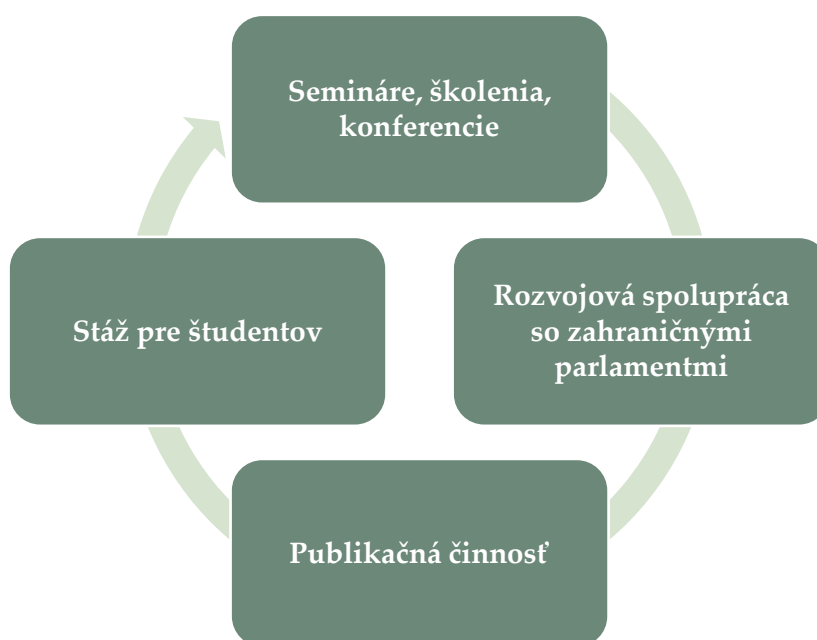 Semináre, školenia,
konferencie
Stáž pre študentov
Rozvojová spolupráca
so zahraničnými
parlamentmi
Publikačná činnosť